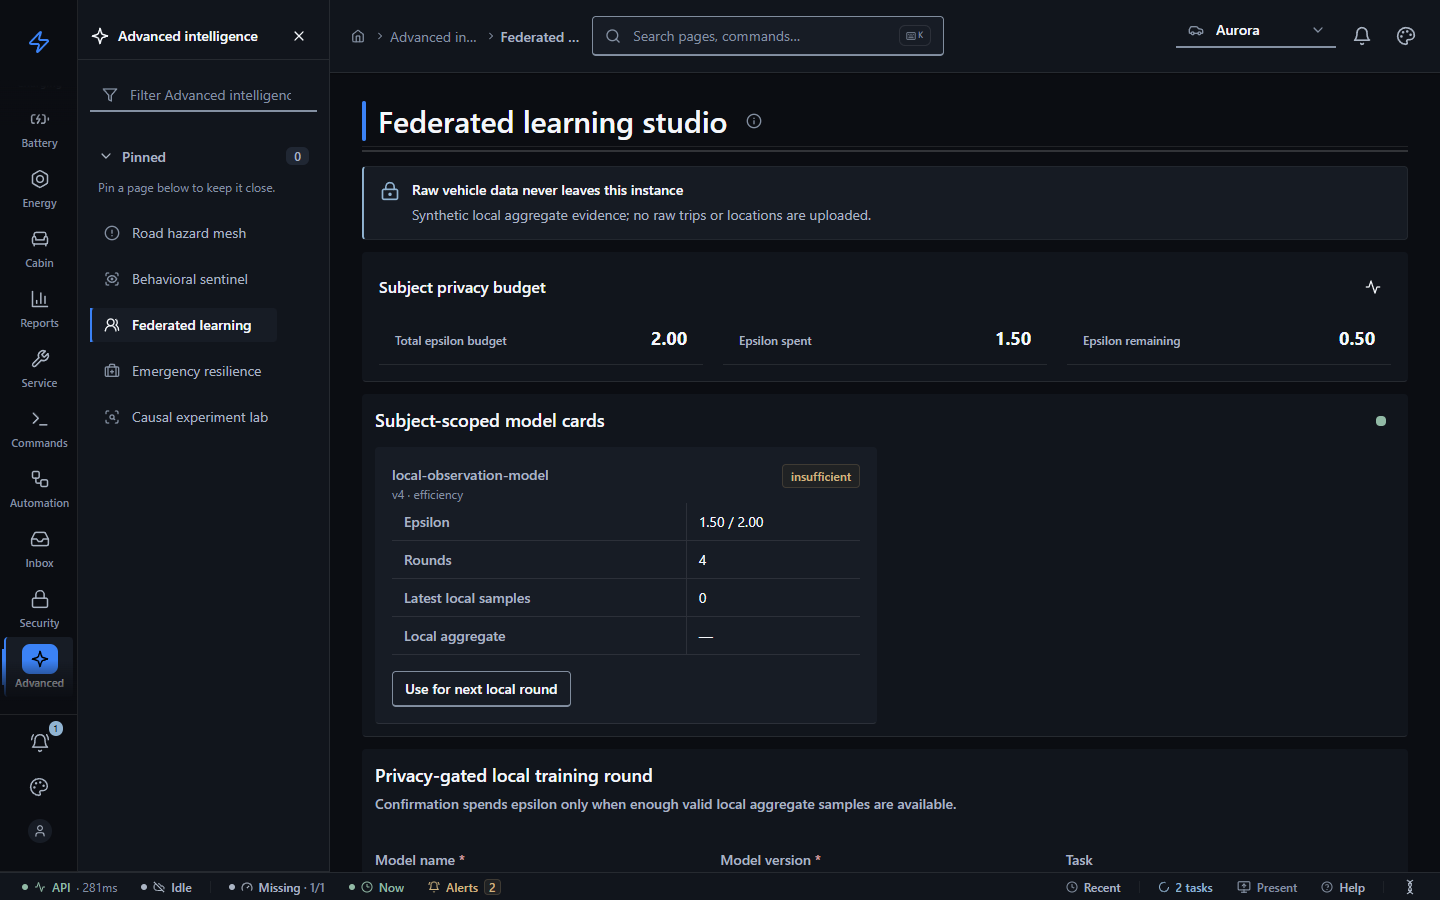 Advanced intelligence
Filter Advanced intelligenc
Pinned
0
Pin a page below to keep it close.
Road hazard mesh
Behavioral sentinel
Federated learning
Emergency resilience
Causal experiment lab
Battery
Energy
Cabin
Reports
Service
Commands
Automation
Inbox
Security
Advanced
1
Advanced in...
Federated ...
Search pages, commands...
K
Aurora
Federated learning studio
Raw vehicle data never leaves this instance
Synthetic local aggregate evidence; no raw trips or locations are uploaded.
Subject privacy budget
Total epsilon budget 2.00
Epsilon spent 1.50
Epsilon remaining 0.50
Subject-scoped model cards
local-observation-model
insufficient
v4 · efficiency
Epsilon 1.50 / 2.00
Rounds 4
Latest local samples 0
Local aggregate —
Use for next local round
Privacy-gated local training round
Confirmation spends epsilon only when enough valid local aggregate samples are available.
Model name * Model version * Task
API · 281ms
Idle
Missing · 1/1
Now
Alerts 2
Recent
2 tasks
Present
Help